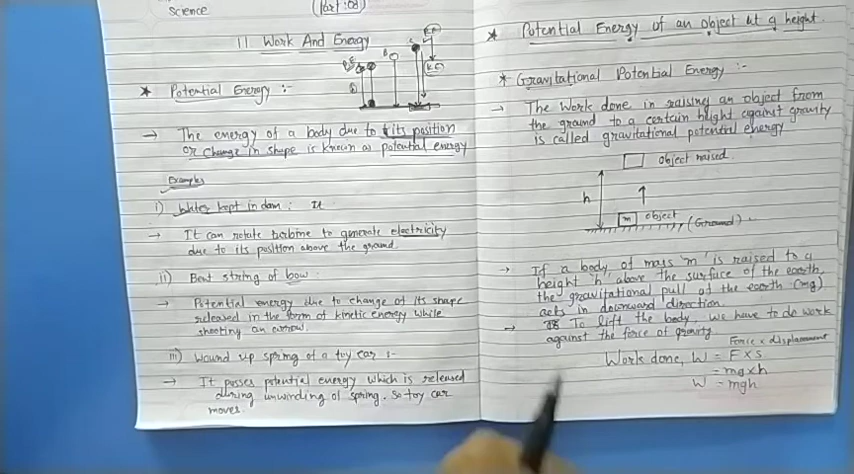 Science
(Part : 08)
11 Work And Energy
* Potential Energy :-
→ The energy of a body due to its position
or change in shape is known as potential energy
Examples
i) Water kept in dam :
→ It can rotate turbine to generate electricity
due to its position above the ground.
ii) Bent string of bow
→ Potential energy due to change of its shape
released in the form of kinetic energy while
shooting an arrow.
iii) Wound up spring of a toy car :-
→ It posses potential energy which is released
during unwinding of spring. So toy car
moves.
* Potential Energy of an object at a height.
* Gravitational Potential Energy :-
→ The work done in raising an object from
the ground to a certain height against gravity
is called gravitational potential energy
object raised.
h
m object
(Ground).
→ If a body, of mass 'm' is raised to a
height 'h' above the surface of the earth,
the gravitational pull of the earth (mg)
acts in downward direction.
→ To lift the body, we have to do work
against the force of gravity.
Force x displacement
Work done, W = F x s
= mg x h
W = mgh